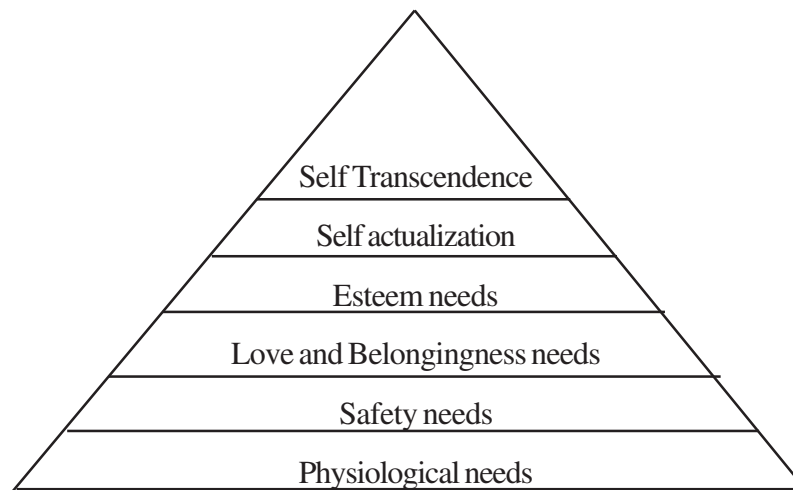 Self Transcendence
Self actualization
Esteem needs
Love and Belongingness needs
Safety needs
Physiological needs